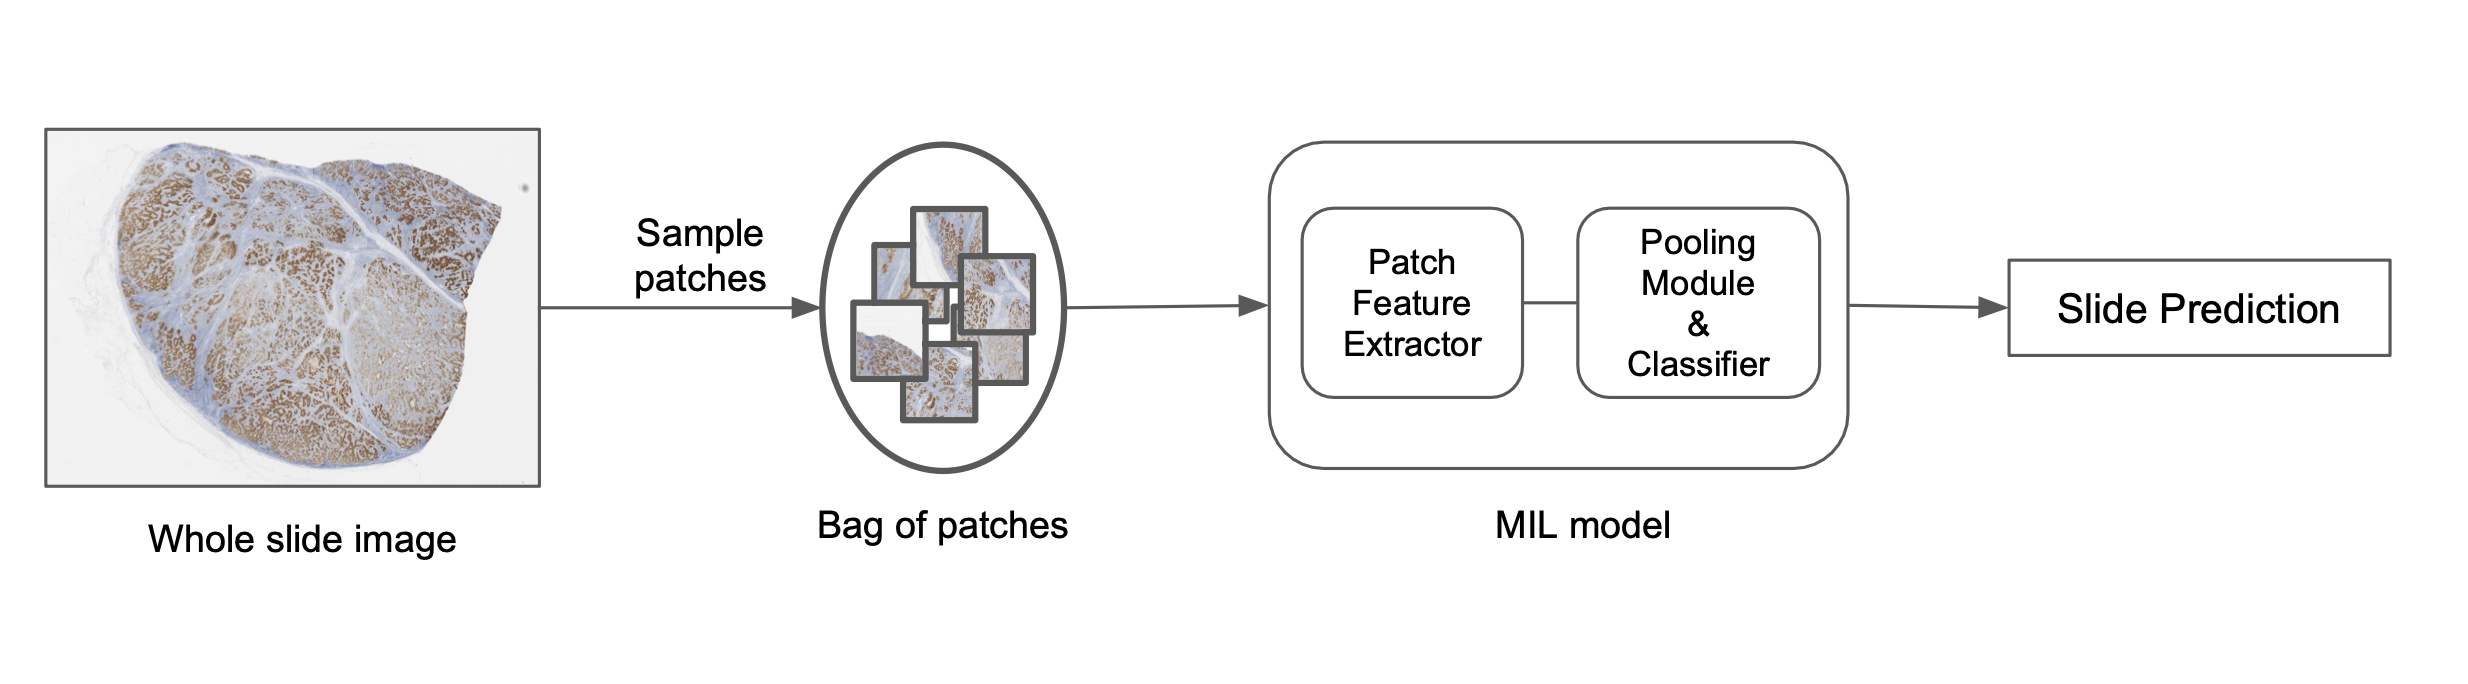 Sample
patches
Patch
Feature
Extractor
Pooling
Module
&
Classifier
Slide Prediction
Whole slide image
Bag of patches
MIL model